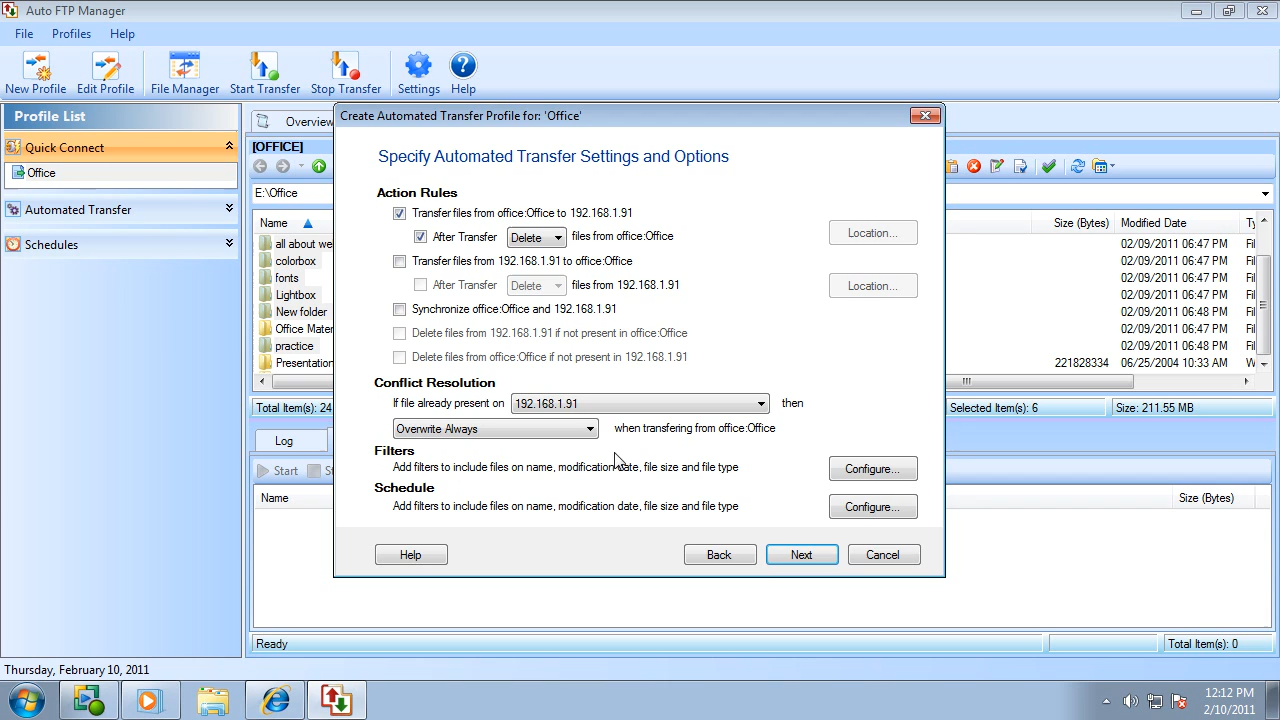 Auto FTP Manager
File Profiles Help
New Profile Edit Profile File Manager Start Transfer Stop Transfer Settings Help
Profile List
Quick Connect
Office
Automated Transfer
Schedules
Overview
[OFFICE]
E:\Office
Name Size (Bytes) Modified Date
all about we 02/09/2011 06:47 PM Fil
colorbox 02/09/2011 06:47 PM Fil
fonts 02/09/2011 06:47 PM Fil
Lightbox 02/09/2011 06:47 PM Fil
New folder 02/09/2011 06:48 PM Fil
Office Mater 02/09/2011 06:47 PM Fil
practice 02/09/2011 06:48 PM Fil
Presentation 221828334 06/25/2004 10:33 AM W
Total Item(s): 24 Selected Item(s): 6 Size: 211.55 MB
Log
Start
Name Size (Bytes)
Ready Total Item(s): 0
Create Automated Transfer Profile for: 'Office'
Specify Automated Transfer Settings and Options
Action Rules
Transfer files from office:Office to 192.168.1.91
After Transfer Delete files from office:Office Location...
Transfer files from 192.168.1.91 to office:Office
After Transfer Delete files from 192.168.1.91 Location...
Synchronize office:Office and 192.168.1.91
Delete files from 192.168.1.91 if not present in office:Office
Delete files from office:Office if not present in 192.168.1.91
Conflict Resolution
If file already present on 192.168.1.91 then
Overwrite Always when transfering from office:Office
Filters
Add filters to include files on name, modification date, file size and file type Configure...
Schedule
Add filters to include files on name, modification date, file size and file type Configure...
Help Back Next Cancel
Thursday, February 10, 2011
12:12 PM
2/10/2011